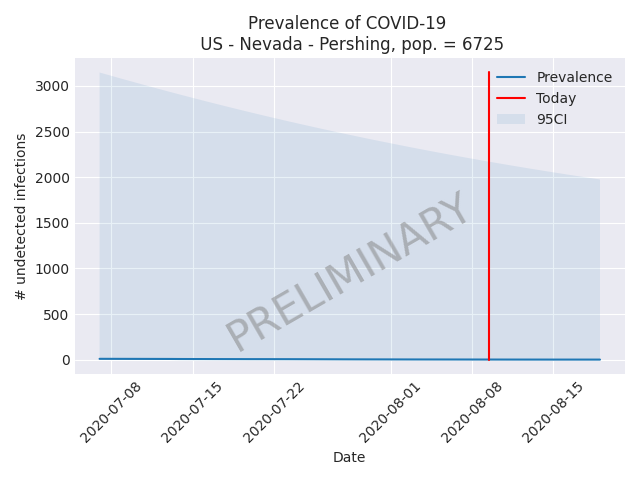 Prevalence of COVID-19
US - Nevada - Pershing, pop. = 6725
Prevalence
Today
95CI
3000
2500
2000
1500
1000
500
0
# undetected infections
PRELIMINARY
2020-07-08
2020-07-15
2020-07-22
2020-08-01
2020-08-08
2020-08-15
Date